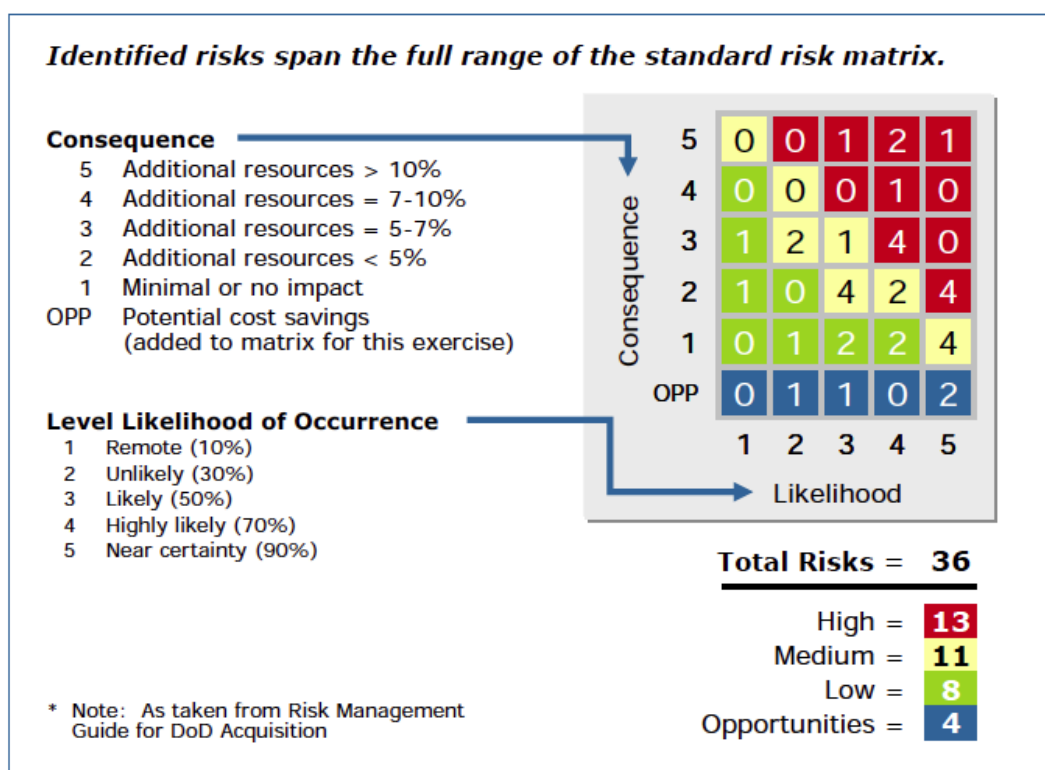 Identified risks span the full range of the standard risk matrix.
Consequence
5 Additional resources > 10%
4 Additional resources = 7-10%
3 Additional resources = 5-7%
2 Additional resources < 5%
1 Minimal or no impact
OPP Potential cost savings
(added to matrix for this exercise)
Level Likelihood of Occurrence
1 Remote (10%)
2 Unlikely (30%)
3 Likely (50%)
4 Highly likely (70%)
5 Near certainty (90%)
* Note: As taken from Risk Management
Guide for DoD Acquisition
Consequence
5 0 0 1 2 1
4 0 0 0 1 0
3 1 2 1 4 0
2 1 0 4 2 4
1 0 1 2 2 4
OPP 0 1 1 0 2
1 2 3 4 5
Likelihood
Total Risks = 36
High = 13
Medium = 11
Low = 8
Opportunities = 4